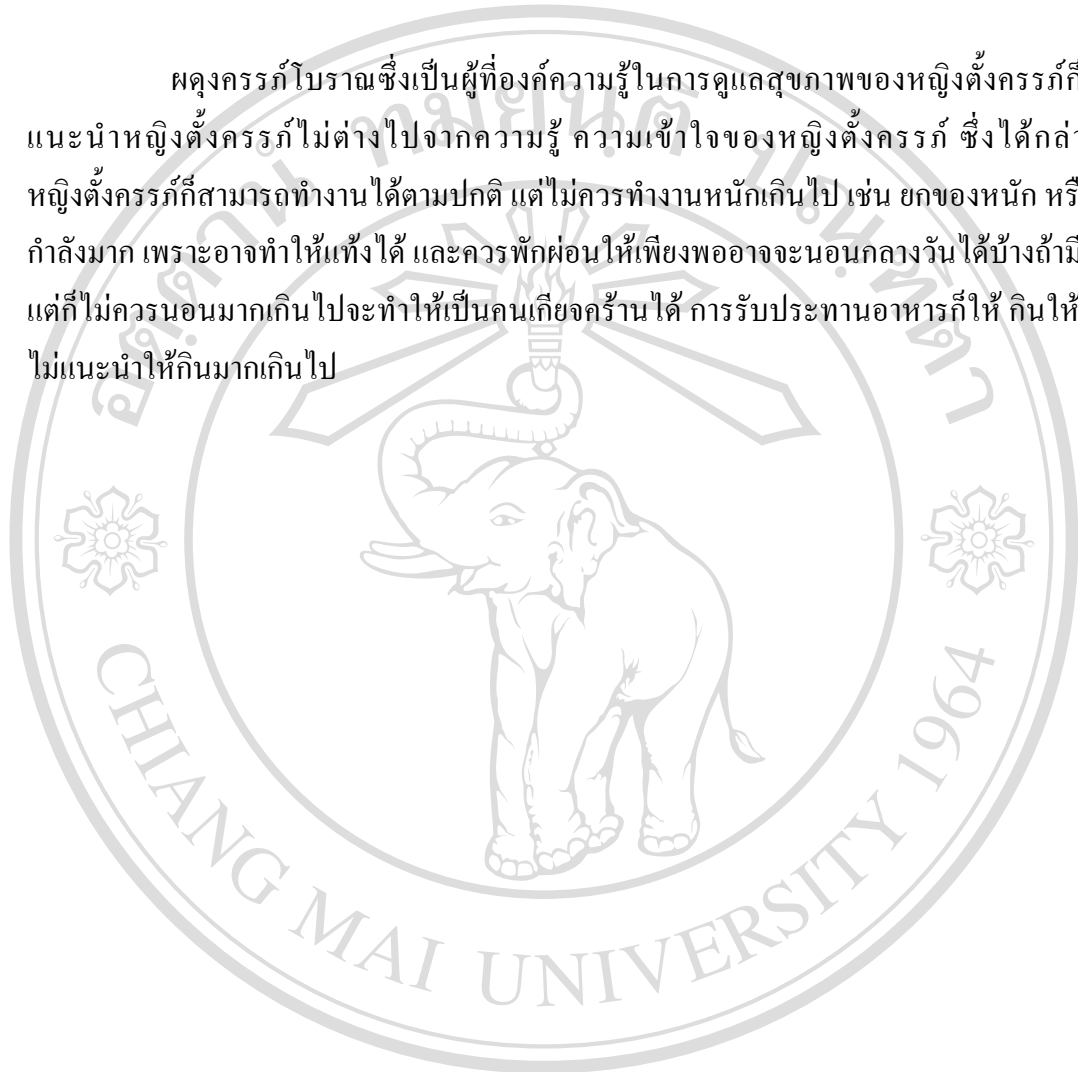 ผดุงครรภ์โบราณซึ่งเป็นผู้ที่องค์ความรู้ในการดูแลสุขภาพของหญิงตั้งครรภ์ก็
แนะนำหญิงตั้งครรภ์ไม่ต่างไปจากความรู้ ความเข้าใจของหญิงตั้งครรภ์ ซึ่งได้กล่า
หญิงตั้งครรภ์ก็สามารถทำงานได้ตามปกติ แต่ไม่ควรทำงานหนักเกินไป เช่น ยกของหนัก หรื
กำลังมาก เพราะอาจทำให้แท้งได้ และควรพักผ่อนให้เพียงพออาจจะนอนกลางวันได้บ้างถ้ามี
แต่ก็ไม่ควรนอนมากเกินไปจะทำให้เป็นคนเกียจคร้านได้ การรับประทานอาหารก็ให้ กินให้
ไม่แนะนำให้กินมากเกินไป
อตฺตานํ ทมยนฺติ ปณฺฑิตา
CHIANG MAI UNIVERSITY 1964